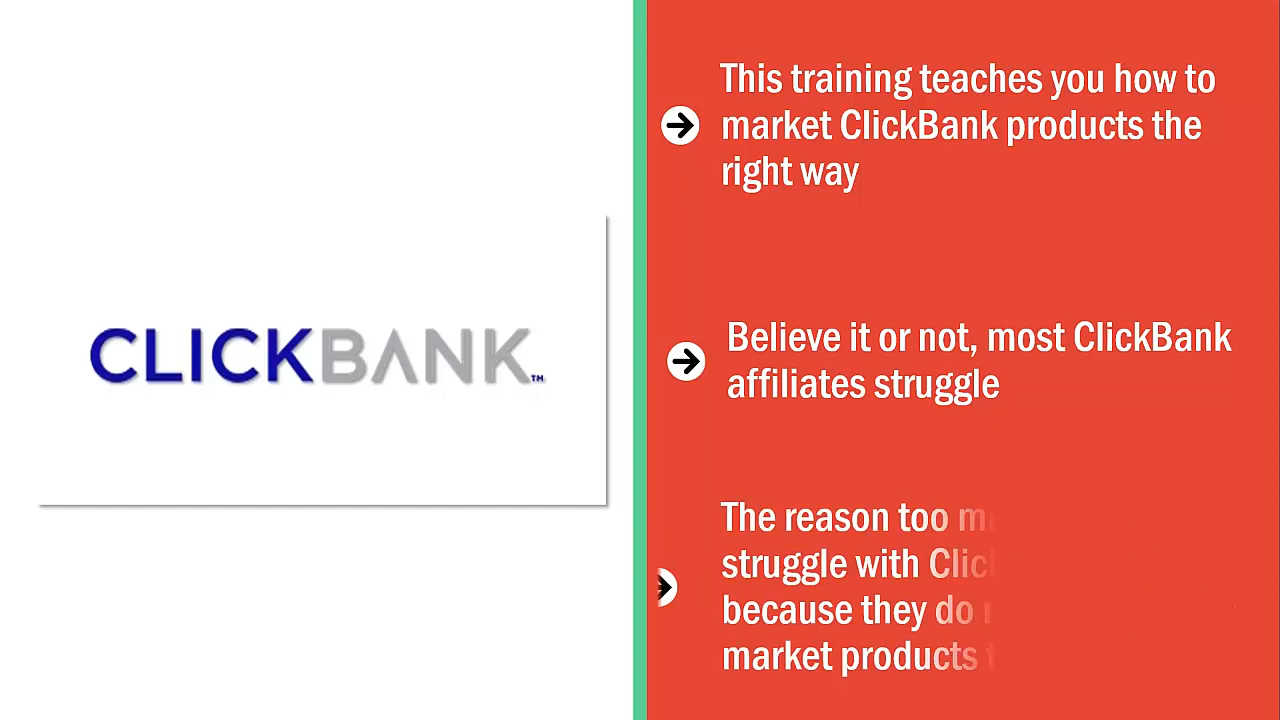 CLICKBANK™
This training teaches you how to
market ClickBank products the
right way
Believe it or not, most ClickBank
affiliates struggle
The reason too
struggle with
because they do
market products